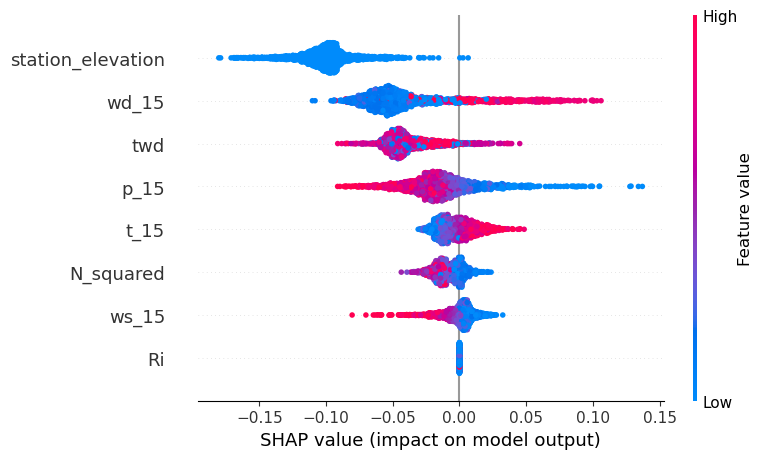 High
station_elevation
wd_15
twd
p_15
t_15
N_squared
ws_15
Ri
Feature value
Low
−0.15 −0.10 −0.05 0.00 0.05 0.10 0.15
SHAP value (impact on model output)